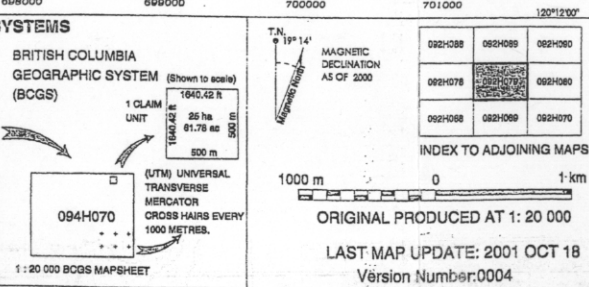 698000 699000 700000 701000
120°12'00"
SYSTEMS
BRITISH COLUMBIA
GEOGRAPHIC SYSTEM
(BCGS)
(Shown to scale)
1 CLAIM
UNIT
1640.42 ft
1640.42 ft
25 ha
61.78 ac
500 m
500 m
094H070
(UTM) UNIVERSAL
TRANSVERSE
MERCATOR
CROSS HAIRS EVERY
1000 METRES.
1 : 20 000 BCGS MAPSHEET
T.N.
19° 14'
Magnetic North
MAGNETIC
DECLINATION
AS OF 2000
092H088 092H089 092H090
092H078 092H079 092H080
092H068 092H069 092H070
INDEX TO ADJOINING MAPS
1000 m 0 1 km
ORIGINAL PRODUCED AT 1: 20 000
LAST MAP UPDATE: 2001 OCT 18
Version Number:0004